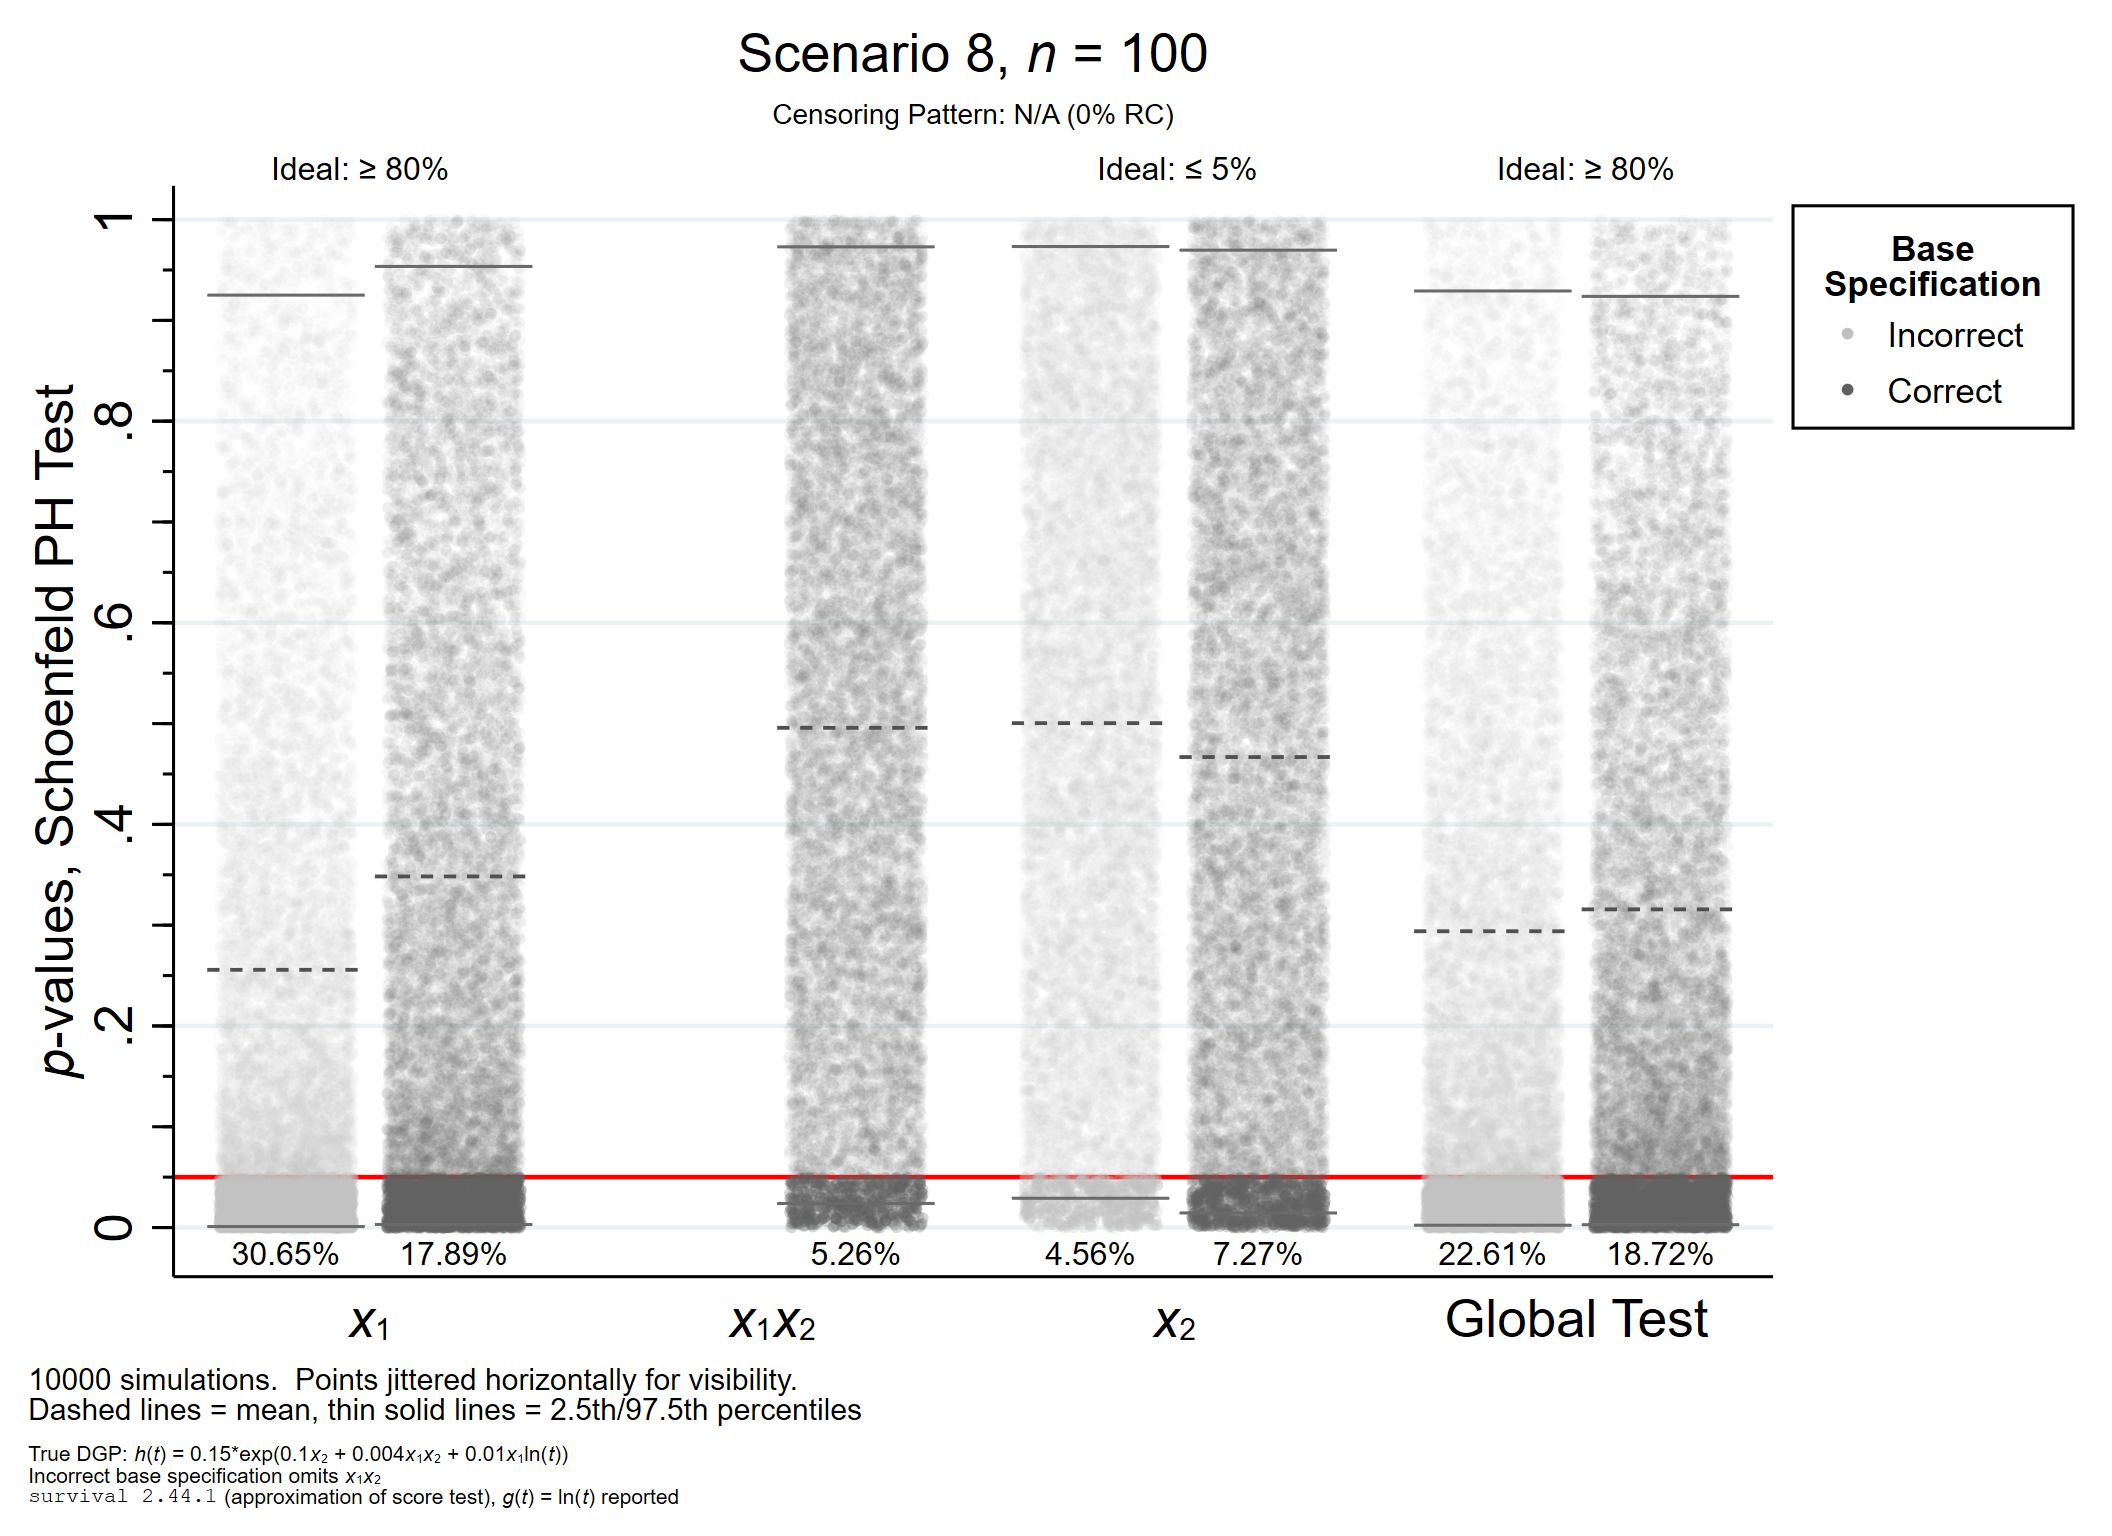 Scenario 8, n = 100
Censoring Pattern: N/A (0% RC)
Ideal: ≥ 80%
Ideal: ≤ 5%
Ideal: ≥ 80%
p-values, Schoenfeld PH Test
1
.8
.6
.4
.2
0
Base
Specification
Incorrect
Correct
30.65%
17.89%
5.26%
4.56%
7.27%
22.61%
18.72%
x₁
x₁x₂
x₂
Global Test
10000 simulations.  Points jittered horizontally for visibility.
Dashed lines = mean, thin solid lines = 2.5th/97.5th percentiles
True DGP: h(t) = 0.15*exp(0.1x₂ + 0.004x₁x₂ + 0.01x₁ln(t))
Incorrect base specification omits x₁x₂
survival 2.44.1 (approximation of score test), g(t) = ln(t) reported